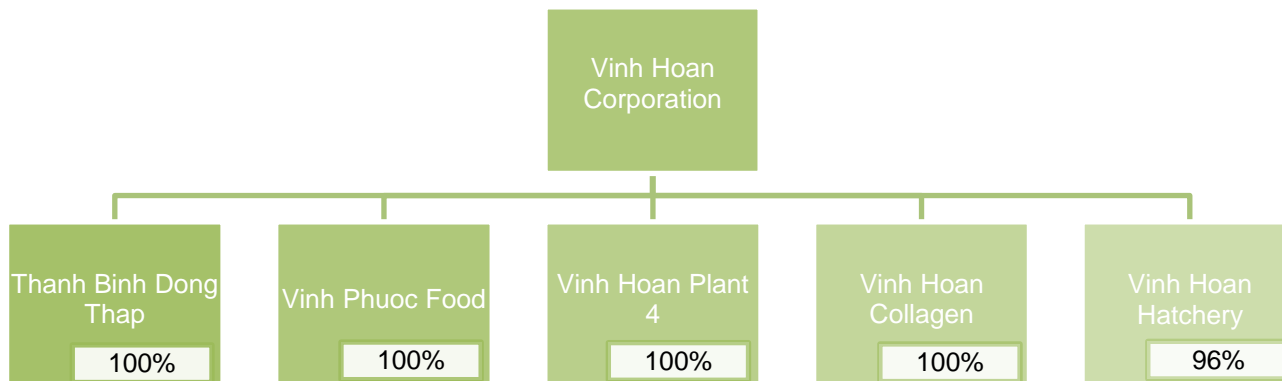 Vinh Hoan
Corporation
Thanh Binh Dong
Thap
100%
Vinh Phuoc Food
100%
Vinh Hoan Plant
4
100%
Vinh Hoan
Collagen
100%
Vinh Hoan
Hatchery
96%